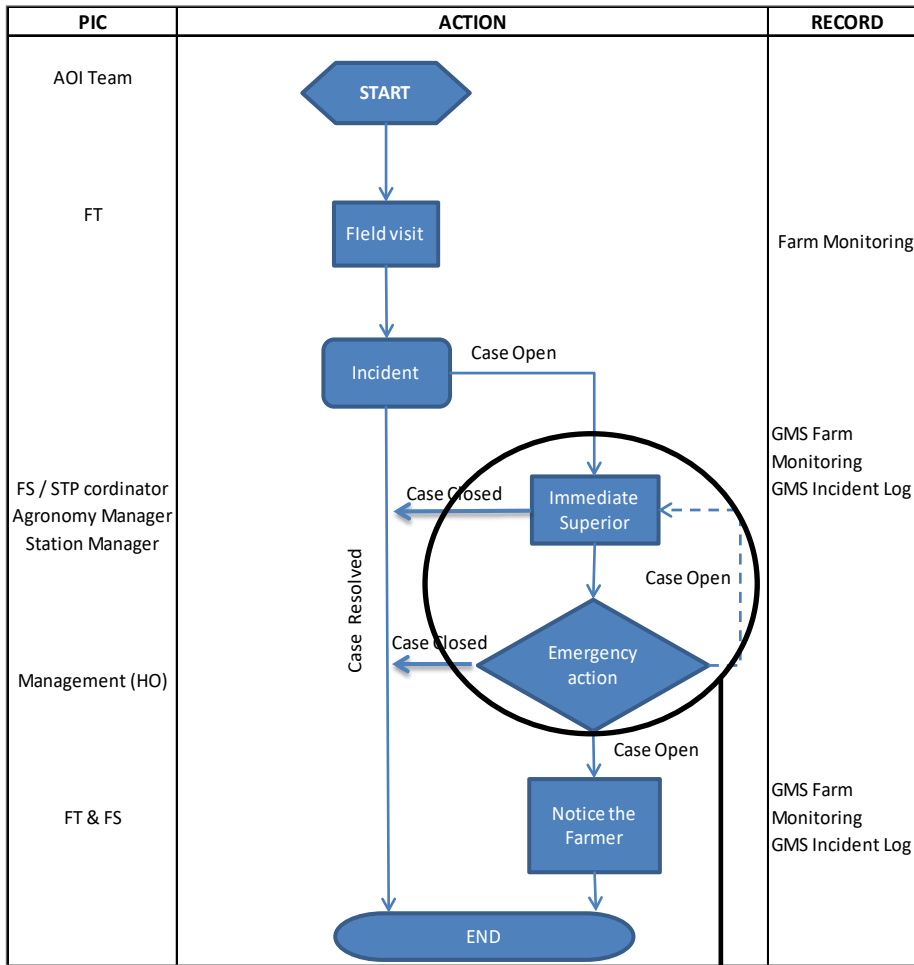 PIC
ACTION
RECORD
AOI Team
START
FT
FIeld visit
Farm Monitoring
Case Open
Incident
GMS Farm
Monitoring
GMS Incident Log
FS / STP cordinator
Agronomy Manager
Station Manager
Case Closed
Immediate
Superior
Case Open
Case Resolved
Case Closed
Emergency
action
Management (HO)
Case Open
FT & FS
Notice the
Farmer
GMS Farm
Monitoring
GMS Incident Log
END